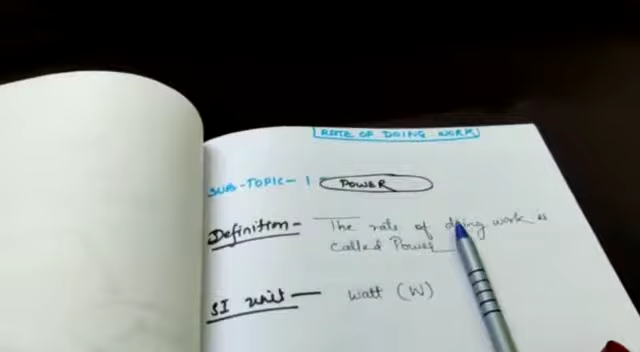 RATE OF DOING WORK
SUB-TOPIC-1 POWER
Definition- The rate of doing work is
called Power
SI unit- watt (W)